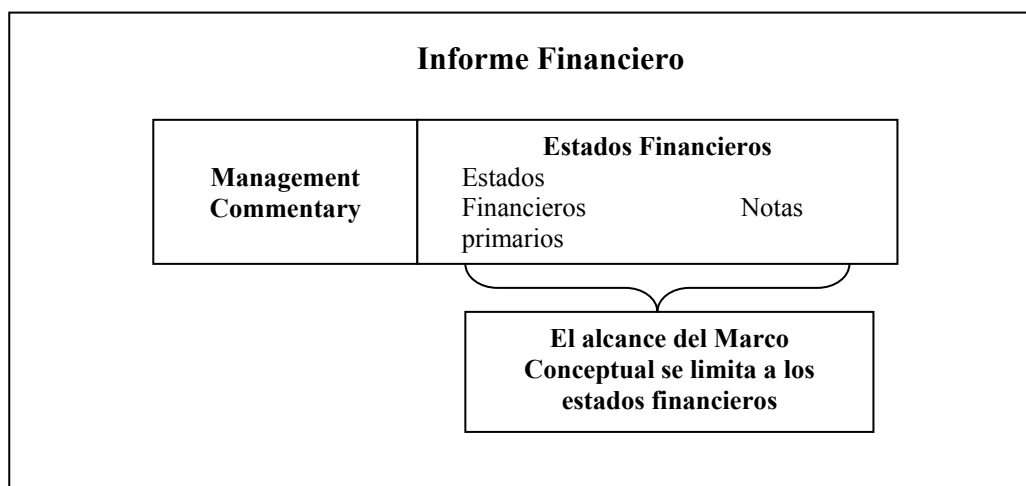 Informe Financiero
Management
Commentary
Estados Financieros
Estados
Financieros
primarios
Notas
El alcance del Marco
Conceptual se limita a los
estados financieros